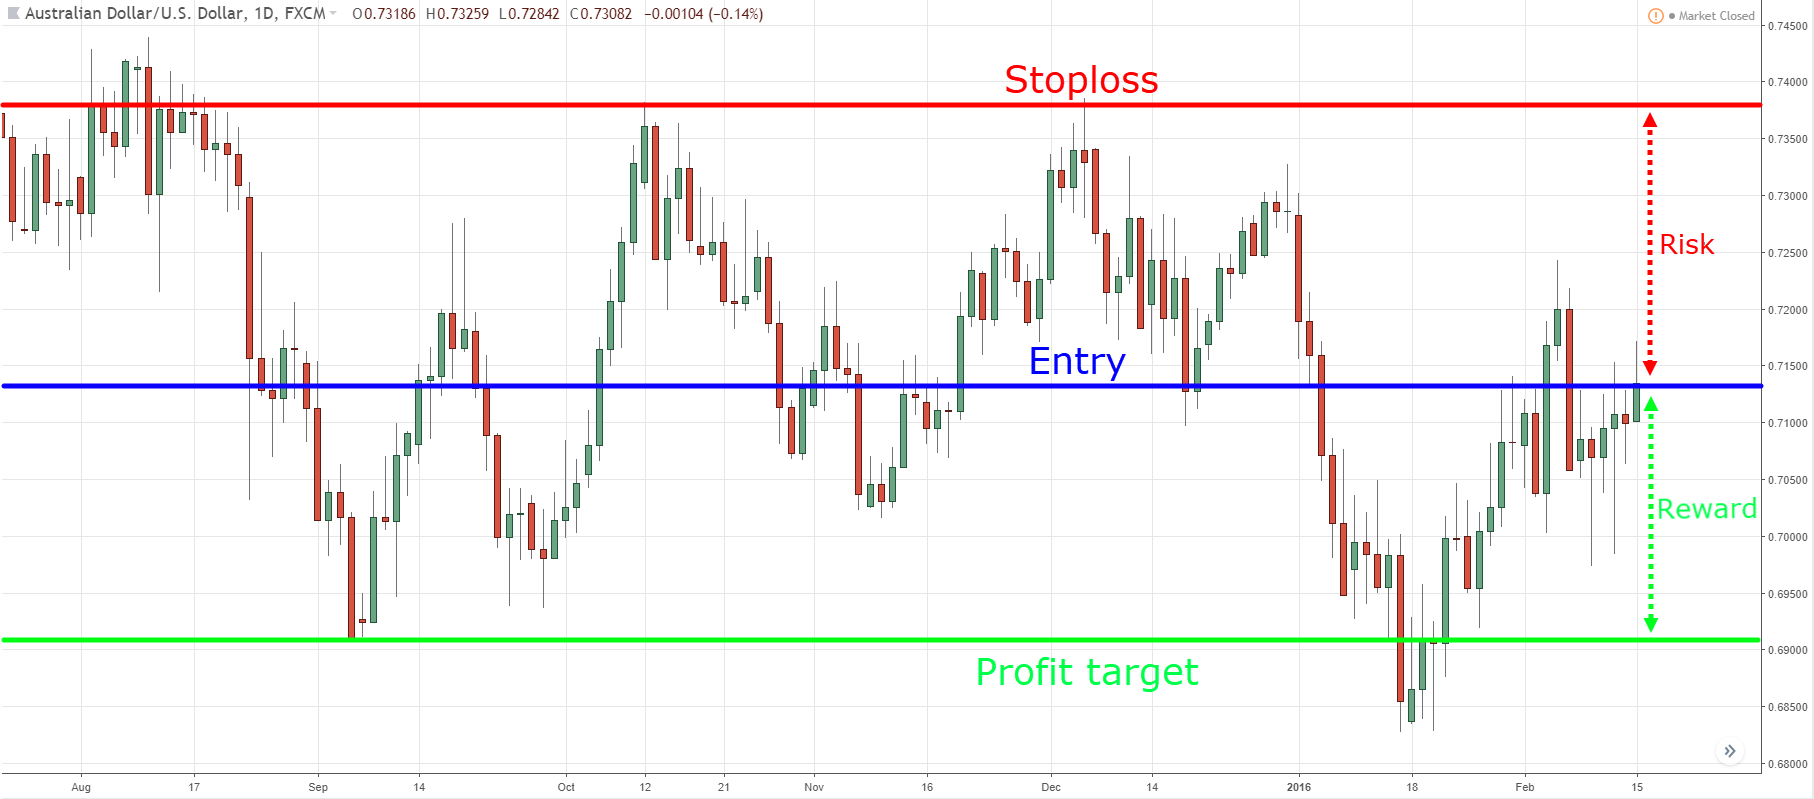 Australian Dollar/U.S. Dollar, 1D, FXCM O0.73186 H0.73259 L0.72842 C0.73082 −0.00104 (−0.14%)
Market Closed
0.74500
Stoploss
0.74000
0.73500
0.73000
Risk
0.72500
0.72000
Entry
0.71500
0.71000
0.70500
Reward
0.70000
0.69500
0.69000
Profit target
0.68500
0.68000
Aug 17 Sep 14 Oct 12 21 Nov 16 Dec 14 2016 18 Feb 15